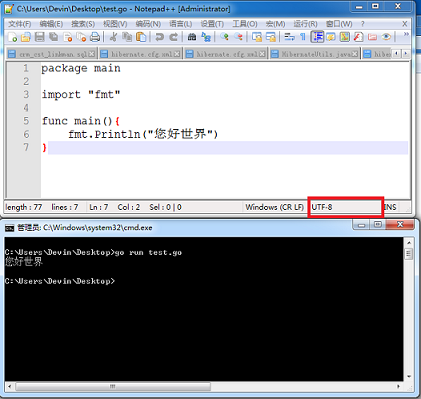 C:\Users\Devin\Desktop\test.go - Notepad++ [Administrator]
文件(F) 编辑(E) 搜索(S) 视图(V) 编码(N) 语言(L) 设置(T) 工具(O) 宏(M) 运行(R) 插件(P) 窗口(W) ? X
crm_cst_linkman.sql hibernate.cfg.xml hibernate.cfg.xml HibernateUtils.java
1 package main
2
3 import "fmt"
4
5 func main(){
6 fmt.Println("您好世界")
7 }
length : 77 lines : 7 Ln : 7 Col : 2 Sel : 0 | 0 Windows (CR LF) UTF-8 INS
管理员: C:\Windows\system32\cmd.exe
C:\Users\Devin\Desktop>go run test.go
您好世界
C:\Users\Devin\Desktop>